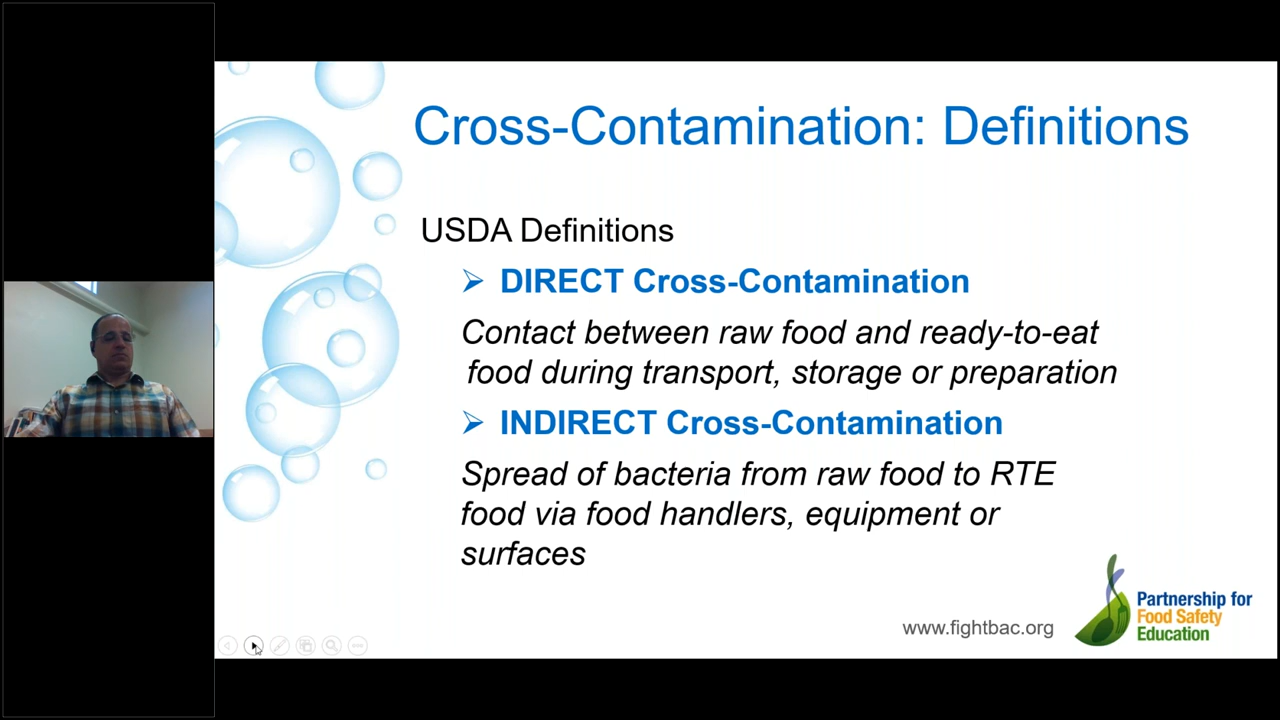 Cross-Contamination: Definitions
USDA Definitions
DIRECT Cross-Contamination
Contact between raw food and ready-to-eat
food during transport, storage or preparation
INDIRECT Cross-Contamination
Spread of bacteria from raw food to RTE
food via food handlers, equipment or
surfaces
www.fightbac.org
Partnership for
Food Safety
Education